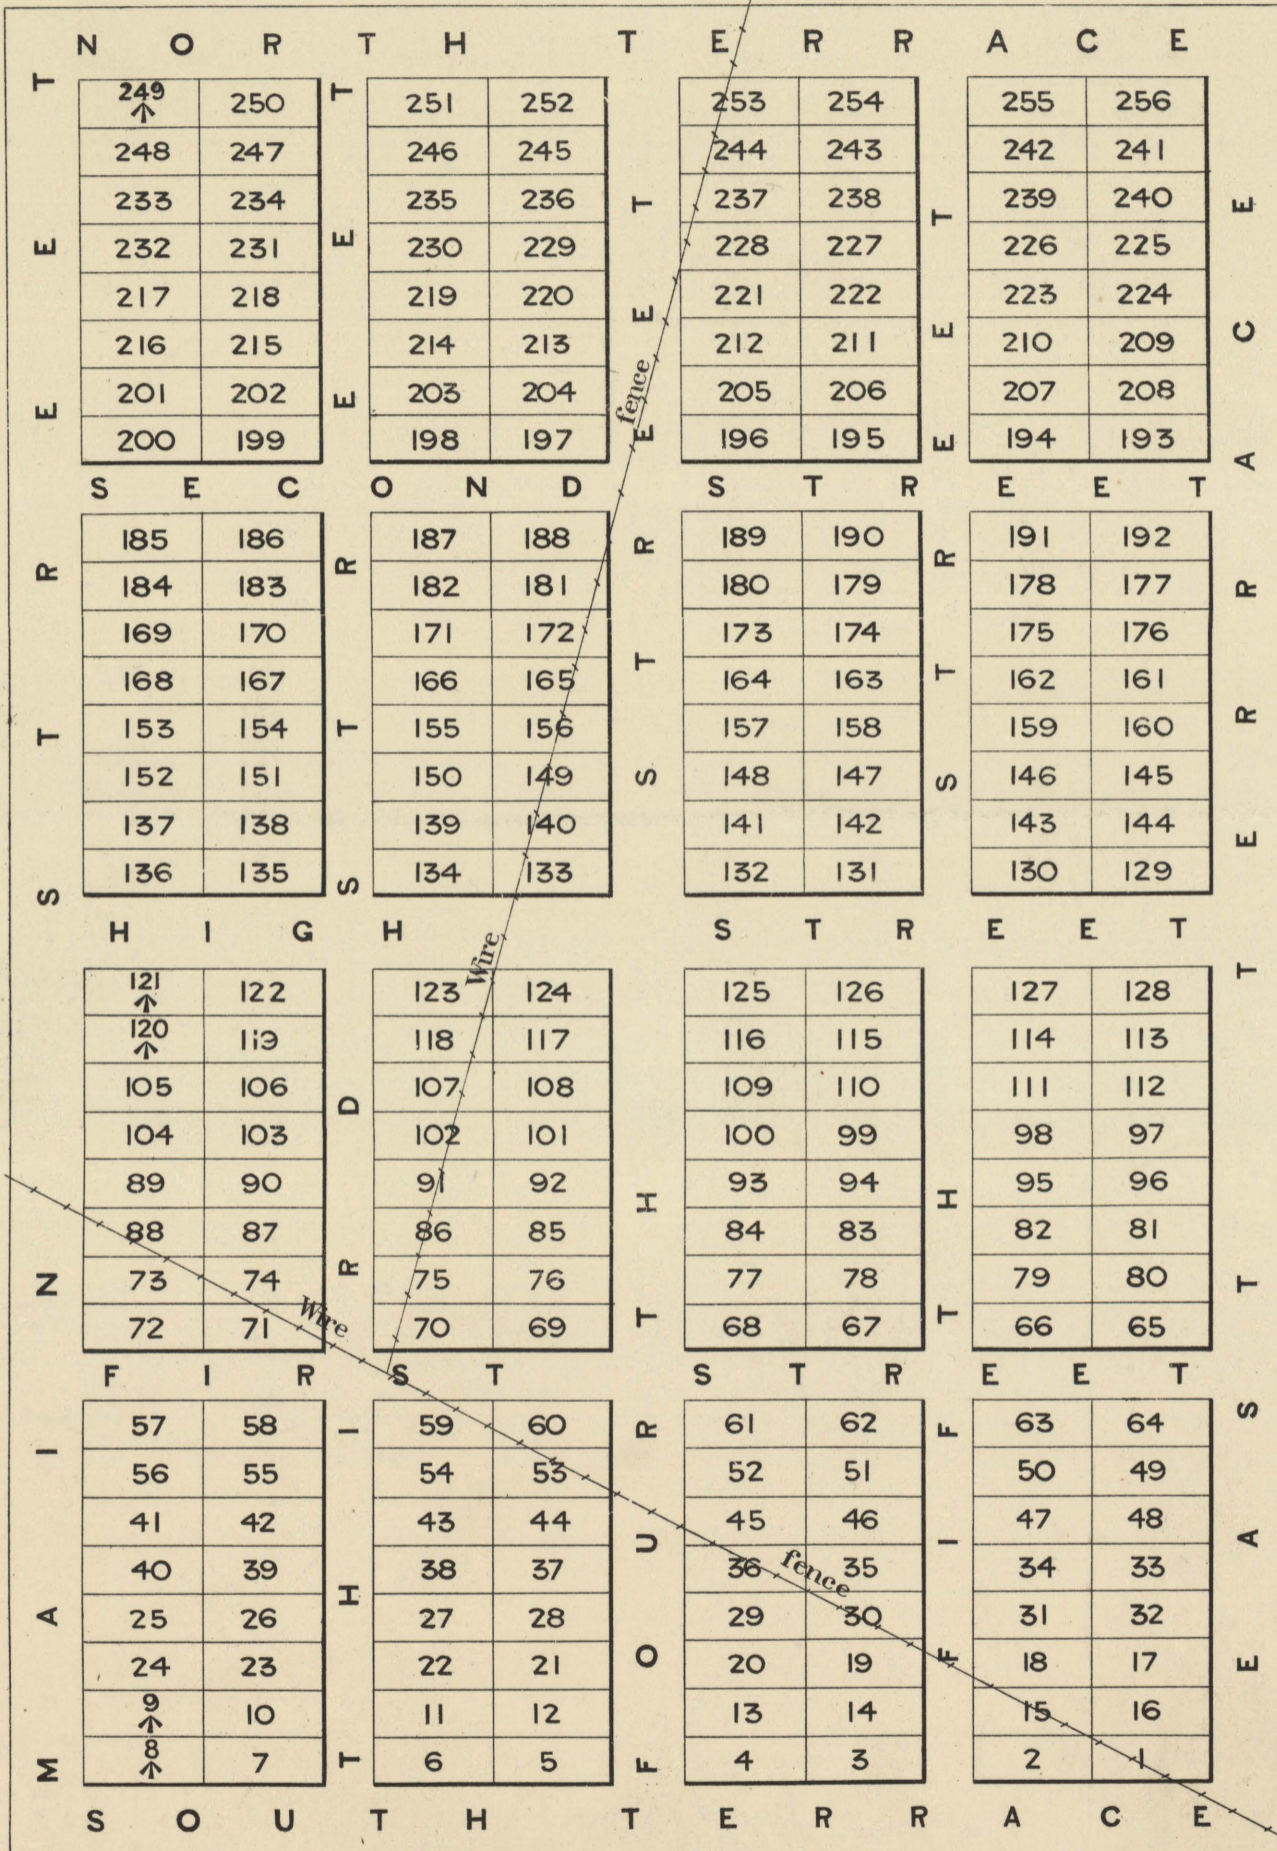 NORTH TERRACE
249 250 251 252 253 254 255 256
248 247 246 245 244 243 242 241
233 234 235 236 237 238 239 240
232 231 230 229 228 227 226 225
217 218 219 220 221 222 223 224
216 215 214 213 212 211 210 209
201 202 203 204 205 206 207 208
200 199 198 197 196 195 194 193
fence
SECOND STREET
185 186 187 188 189 190 191 192
184 183 182 181 180 179 178 177
169 170 171 172 173 174 175 176
168 167 166 165 164 163 162 161
153 154 155 156 157 158 159 160
152 151 150 149 148 147 146 145
137 138 139 140 141 142 143 144
136 135 134 133 132 131 130 129
HIGH STREET
Wire
121 122 123 124 125 126 127 128
120 119 118 117 116 115 114 113
105 106 107 108 109 110 111 112
104 103 102 101 100 99 98 97
89 90 91 92 93 94 95 96
88 87 86 85 84 83 82 81
73 74 75 76 77 78 79 80
72 71 70 69 68 67 66 65
Wire
FIRST STREET
57 58 59 60 61 62 63 64
56 55 54 53 52 51 50 49
41 42 43 44 45 46 47 48
40 39 38 37 36 35 34 33
fence
25 26 27 28 29 30 31 32
24 23 22 21 20 19 18 17
9 10 11 12 13 14 15 16
8 7 6 5 4 3 2 1
SOUTH TERRACE
MAIN STREET
THIRD STREET
FOURTH STREET
FIFTH STREET
EAST TERRACE